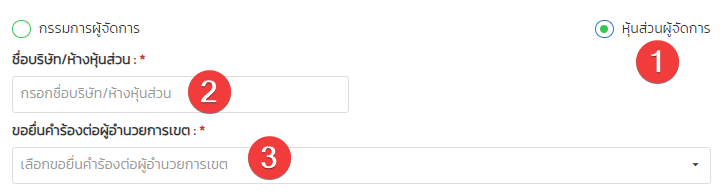 กรรมการผู้จัดการ หุ้นส่วนผู้จัดการ
1
ชื่อบริษัท/ห้างหุ้นส่วน : *
กรอกชื่อบริษัท/ห้างหุ้นส่วน 2
ขอยื่นคำร้องต่อผู้อำนวยการเขต : *
เลือกขอยื่นคำร้องต่อผู้อำนวยการเขต 3